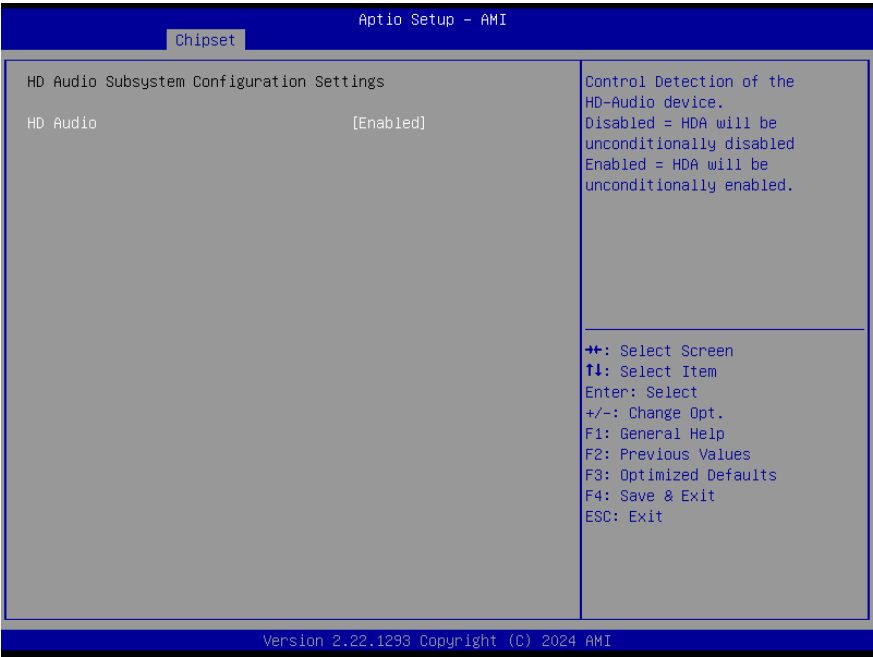 Aptio Setup – AMI
Chipset
HD Audio Subsystem Configuration Settings
HD Audio [Enabled]
Control Detection of the
HD-Audio device.
Disabled = HDA will be
unconditionally disabled
Enabled = HDA will be
unconditionally enabled.
→←: Select Screen
↑↓: Select Item
Enter: Select
+/-: Change Opt.
F1: General Help
F2: Previous Values
F3: Optimized Defaults
F4: Save & Exit
ESC: Exit
Version 2.22.1293 Copyright (C) 2024 AMI